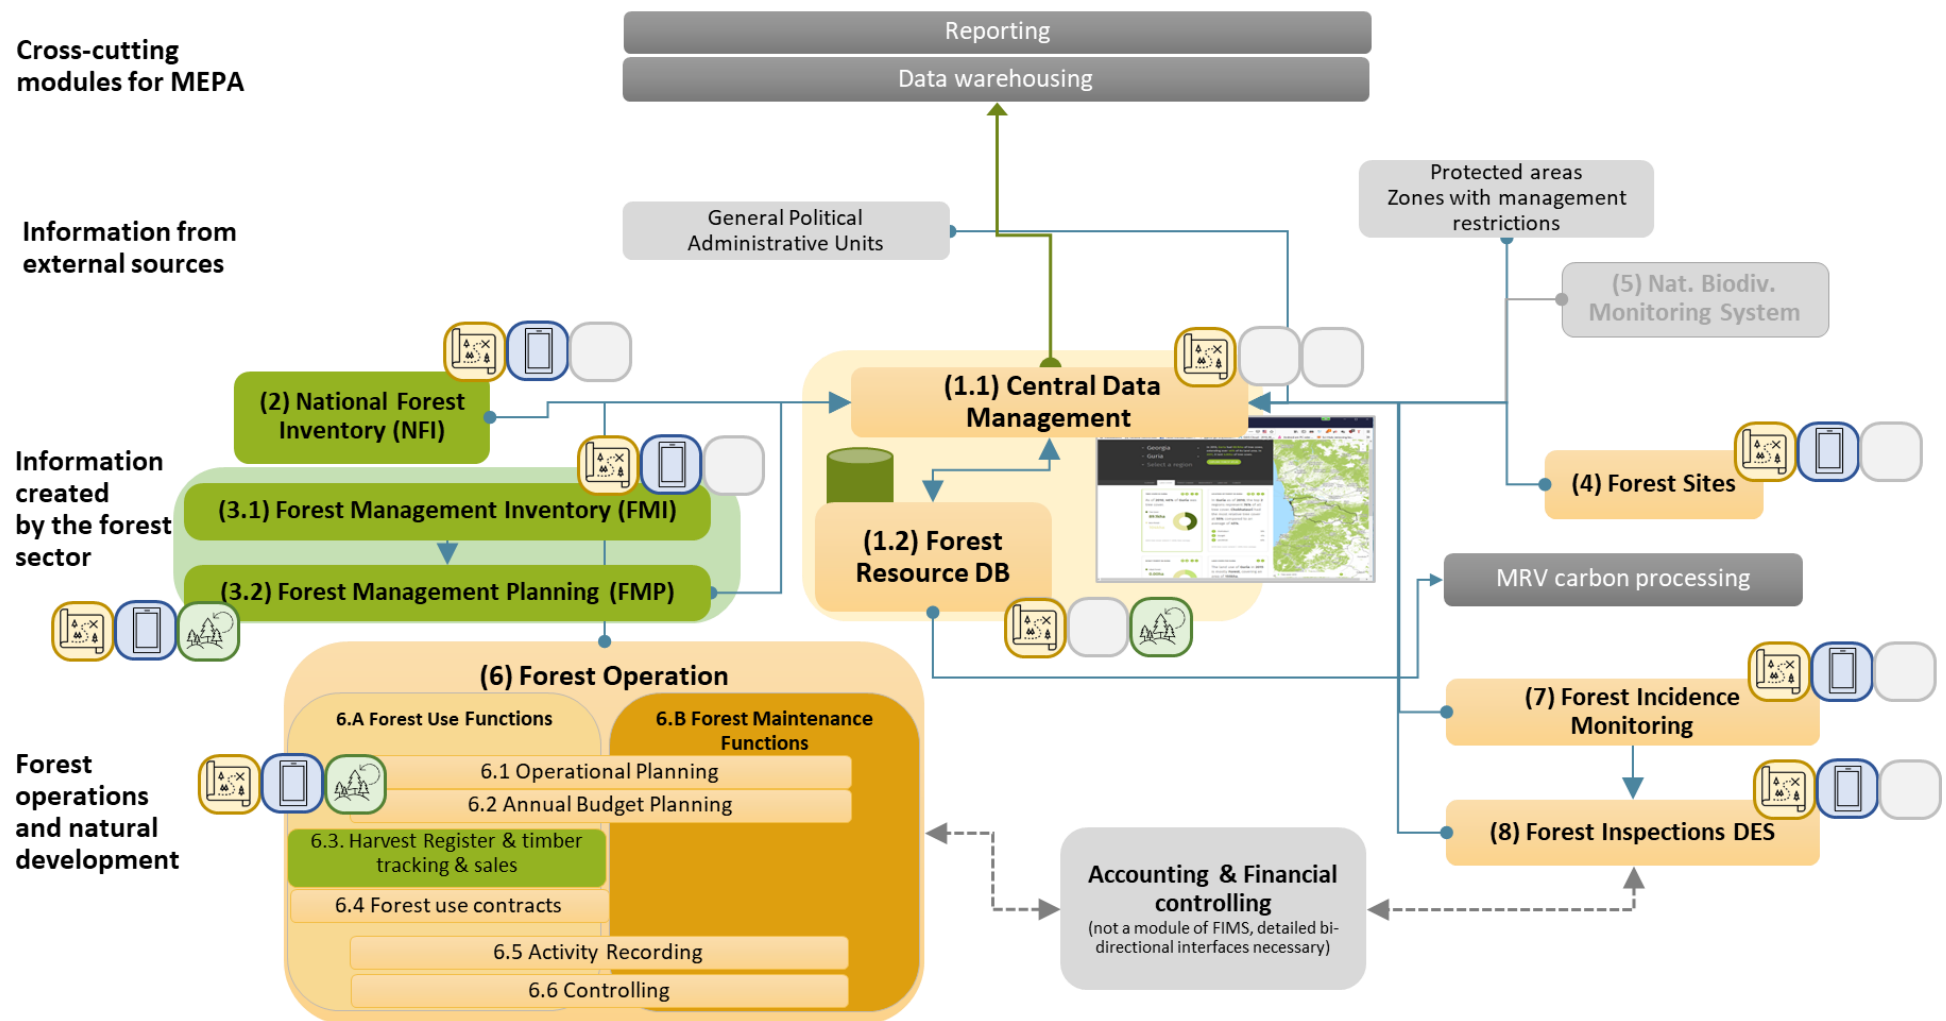 Reporting
Cross-cutting
modules for MEPA
Data warehousing
Protected areas
Zones with management
restrictions
General Political
Administrative Units
Information from
external sources
(5) Nat. Biodiv.
Monitoring System
(2) National Forest
Inventory (NFI)
(1.1) Central Data
Management
Georgia
Guria
Select a region
Information
created
by the forest
sector
(3.1) Forest Management Inventory (FMI)
(3.2) Forest Management Planning (FMP)
(1.2) Forest
Resource DB
(4) Forest Sites
MRV carbon processing
(6) Forest Operation
6.A Forest Use Functions
6.B Forest Maintenance
Functions
(7) Forest Incidence
Monitoring
Forest
operations
and natural
development
6.1 Operational Planning
6.2 Annual Budget Planning
6.3. Harvest Register & timber
tracking & sales
6.4 Forest use contracts
6.5 Activity Recording
6.6 Controlling
(8) Forest Inspections DES
Accounting & Financial
controlling
(not a module of FIMS, detailed bi-
directional interfaces necessary)